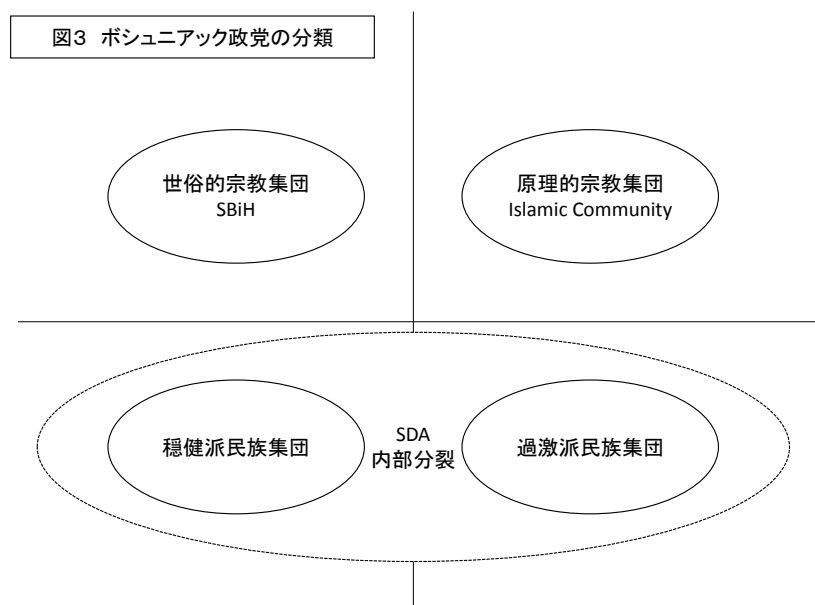 図3 ボシュニアック政党の分類
世俗的宗教集団
SBiH
原理的宗教集団
Islamic Community
穏健派民族集団
SDA
内部分裂
過激派民族集団